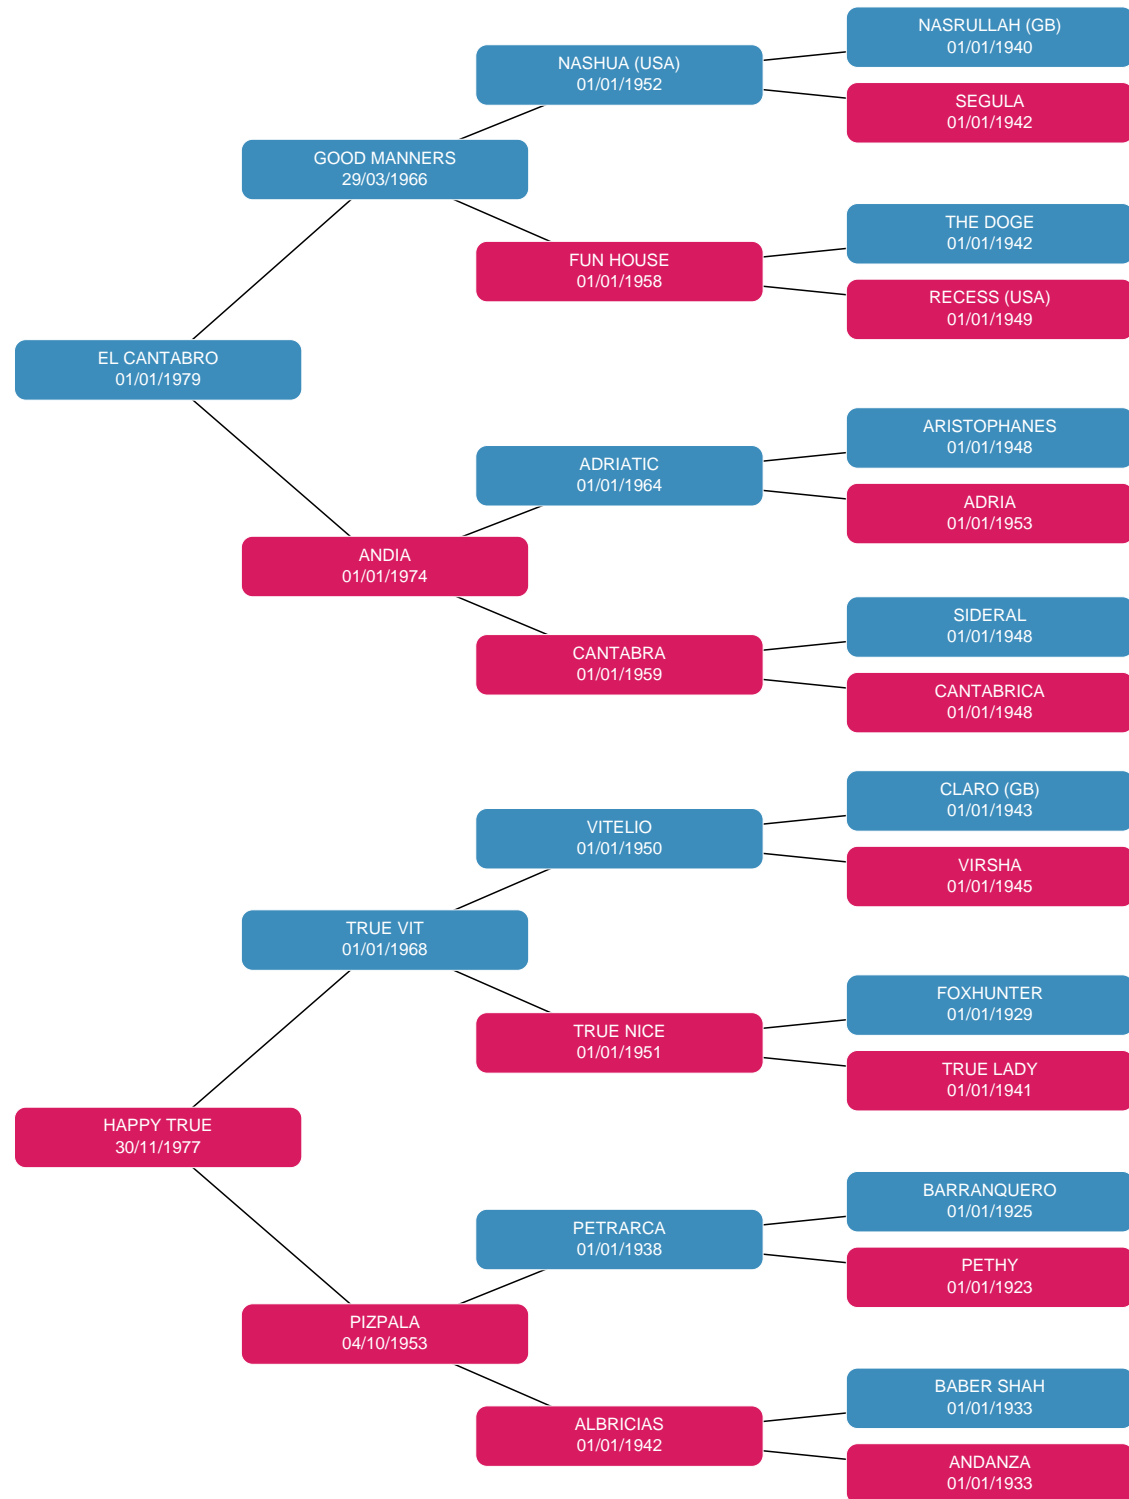 NASRULLAH (GB)
01/01/1940
NASHUA (USA)
01/01/1952
SEGULA
01/01/1942
GOOD MANNERS
29/03/1966
THE DOGE
01/01/1942
FUN HOUSE
01/01/1958
RECESS (USA)
01/01/1949
EL CANTABRO
01/01/1979
ARISTOPHANES
01/01/1948
ADRIATIC
01/01/1964
ADRIA
01/01/1953
ANDIA
01/01/1974
SIDERAL
01/01/1948
CANTABRA
01/01/1959
CANTABRICA
01/01/1948
CLARO (GB)
01/01/1943
VITELIO
01/01/1950
VIRSHA
01/01/1945
TRUE VIT
01/01/1968
FOXHUNTER
01/01/1929
TRUE NICE
01/01/1951
TRUE LADY
01/01/1941
HAPPY TRUE
30/11/1977
BARRANQUERO
01/01/1925
PETRARCA
01/01/1938
PETHY
01/01/1923
PIZPALA
04/10/1953
BABER SHAH
01/01/1933
ALBRICIAS
01/01/1942
ANDANZA
01/01/1933